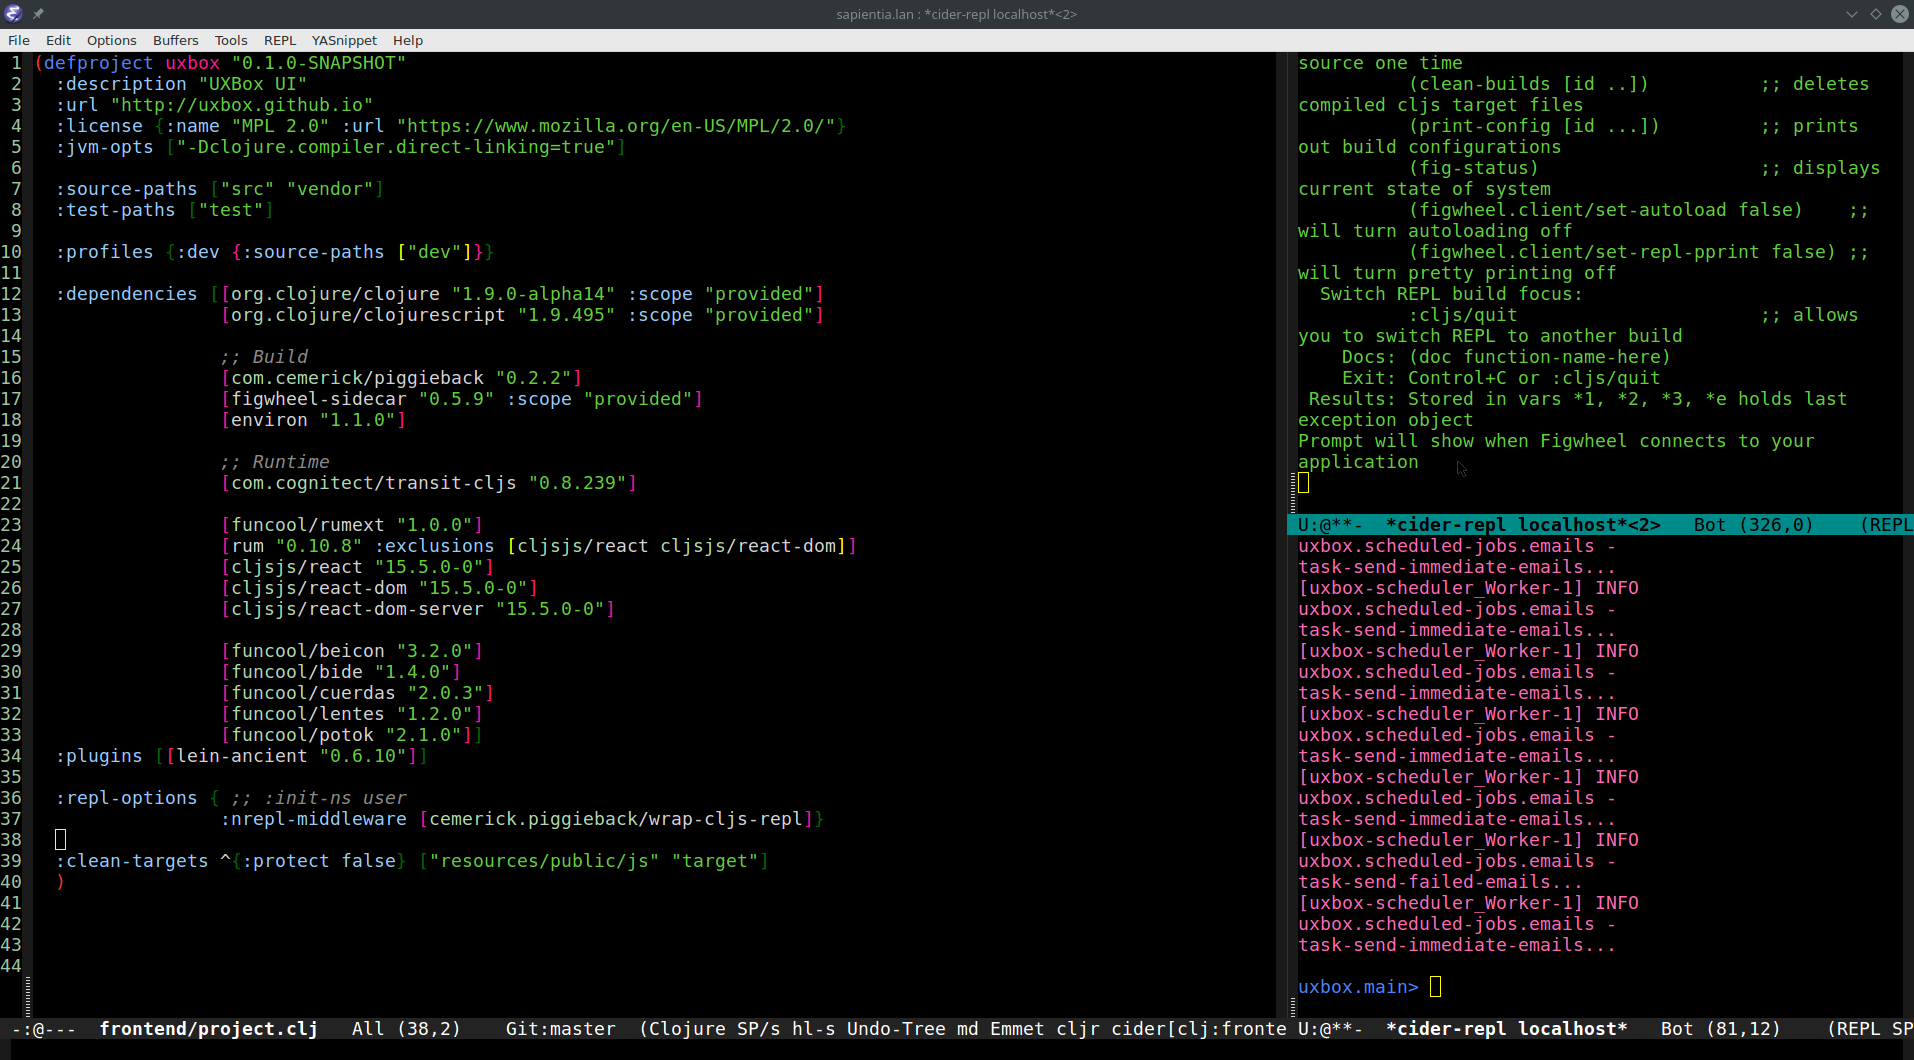 sapientia.lan : *cider-repl localhost*<2>
File Edit Options Buffers Tools REPL YASnippet Help
1 (defproject uxbox "0.1.0-SNAPSHOT"
2   :description "UXBox UI"
3   :url "http://uxbox.github.io"
4   :license {:name "MPL 2.0" :url "https://www.mozilla.org/en-US/MPL/2.0/"}
5   :jvm-opts ["-Dclojure.compiler.direct-linking=true"]
6
7   :source-paths ["src" "vendor"]
8   :test-paths ["test"]
9
10   :profiles {:dev {:source-paths ["dev"]}}
11
12   :dependencies [[org.clojure/clojure "1.9.0-alpha14" :scope "provided"]
13                  [org.clojure/clojurescript "1.9.495" :scope "provided"]
14
15                  ;; Build
16                  [com.cemerick/piggieback "0.2.2"]
17                  [figwheel-sidecar "0.5.9" :scope "provided"]
18                  [environ "1.1.0"]
19
20                  ;; Runtime
21                  [com.cognitect/transit-cljs "0.8.239"]
22
23                  [funcool/rumext "1.0.0"]
24                  [rum "0.10.8" :exclusions [cljsjs/react cljsjs/react-dom]]
25                  [cljsjs/react "15.5.0-0"]
26                  [cljsjs/react-dom "15.5.0-0"]
27                  [cljsjs/react-dom-server "15.5.0-0"]
28
29                  [funcool/beicon "3.2.0"]
30                  [funcool/bide "1.4.0"]
31                  [funcool/cuerdas "2.0.3"]
32                  [funcool/lentes "1.2.0"]
33                  [funcool/potok "2.1.0"]]
34   :plugins [[lein-ancient "0.6.10"]]
35
36   :repl-options { ;; :init-ns user
37                  :nrepl-middleware [cemerick.piggieback/wrap-cljs-repl]}
38
39   :clean-targets ^{:protect false} ["resources/public/js" "target"]
40   )
41
42
43
44
-:@---  frontend/project.clj   All (38,2)    Git:master  (Clojure SP/s hl-s Undo-Tree md Emmet cljr cider[clj:fronte
source one time
          (clean-builds [id ..])          ;; deletes
compiled cljs target files
          (print-config [id ...])         ;; prints
out build configurations
          (fig-status)                    ;; displays
current state of system
          (figwheel.client/set-autoload false)    ;;
will turn autoloading off
          (figwheel.client/set-repl-pprint false) ;;
will turn pretty printing off
  Switch REPL build focus:
          :cljs/quit                      ;; allows
you to switch REPL to another build
    Docs: (doc function-name-here)
    Exit: Control+C or :cljs/quit
 Results: Stored in vars *1, *2, *3, *e holds last
exception object
Prompt will show when Figwheel connects to your
application
U:@**-  *cider-repl localhost*<2>   Bot (326,0)    (REPL
uxbox.scheduled-jobs.emails -
task-send-immediate-emails...
[uxbox-scheduler_Worker-1] INFO
uxbox.scheduled-jobs.emails -
task-send-immediate-emails...
[uxbox-scheduler_Worker-1] INFO
uxbox.scheduled-jobs.emails -
task-send-immediate-emails...
[uxbox-scheduler_Worker-1] INFO
uxbox.scheduled-jobs.emails -
task-send-immediate-emails...
[uxbox-scheduler_Worker-1] INFO
uxbox.scheduled-jobs.emails -
task-send-immediate-emails...
[uxbox-scheduler_Worker-1] INFO
uxbox.scheduled-jobs.emails -
task-send-failed-emails...
[uxbox-scheduler_Worker-1] INFO
uxbox.scheduled-jobs.emails -
task-send-immediate-emails...
uxbox.main>
U:@**-  *cider-repl localhost*   Bot (81,12)    (REPL SP